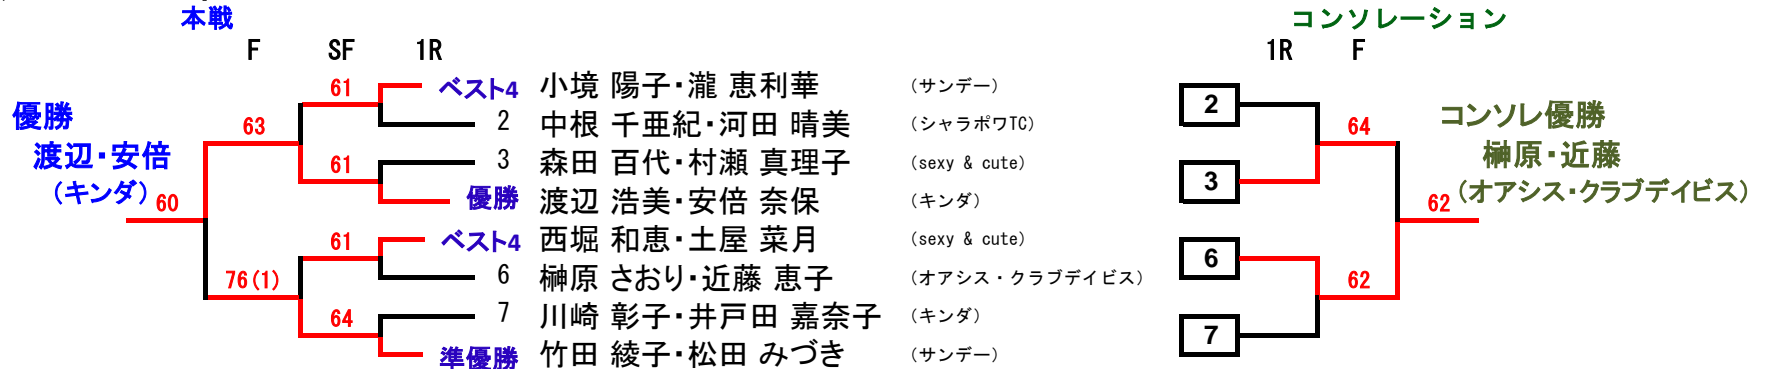 本戦 コンソレーション
F SF 1R 1R F
61 ベスト4 小境 陽子・瀧 恵利華 (サンデー)
優勝 63 2 中根 千亜紀・河田 晴美 (シャラポワTC) 2 64 コンソレ優勝
渡辺・安倍 61 3 森田 百代・村瀬 真理子 (sexy & cute) 3 榊原・近藤
(キンダ) 60 優勝 渡辺 浩美・安倍 奈保 (キンダ) 62 (オアシス・クラブデイビス)
61 ベスト4 西堀 和恵・土屋 菜月 (sexy & cute) 6
76(1) 6 榊原 さおり・近藤 恵子 (オアシス・クラブデイビス) 62
64 7 川崎 彰子・井戸田 嘉奈子 (キンダ) 7
準優勝 竹田 綾子・松田 みづき (サンデー)